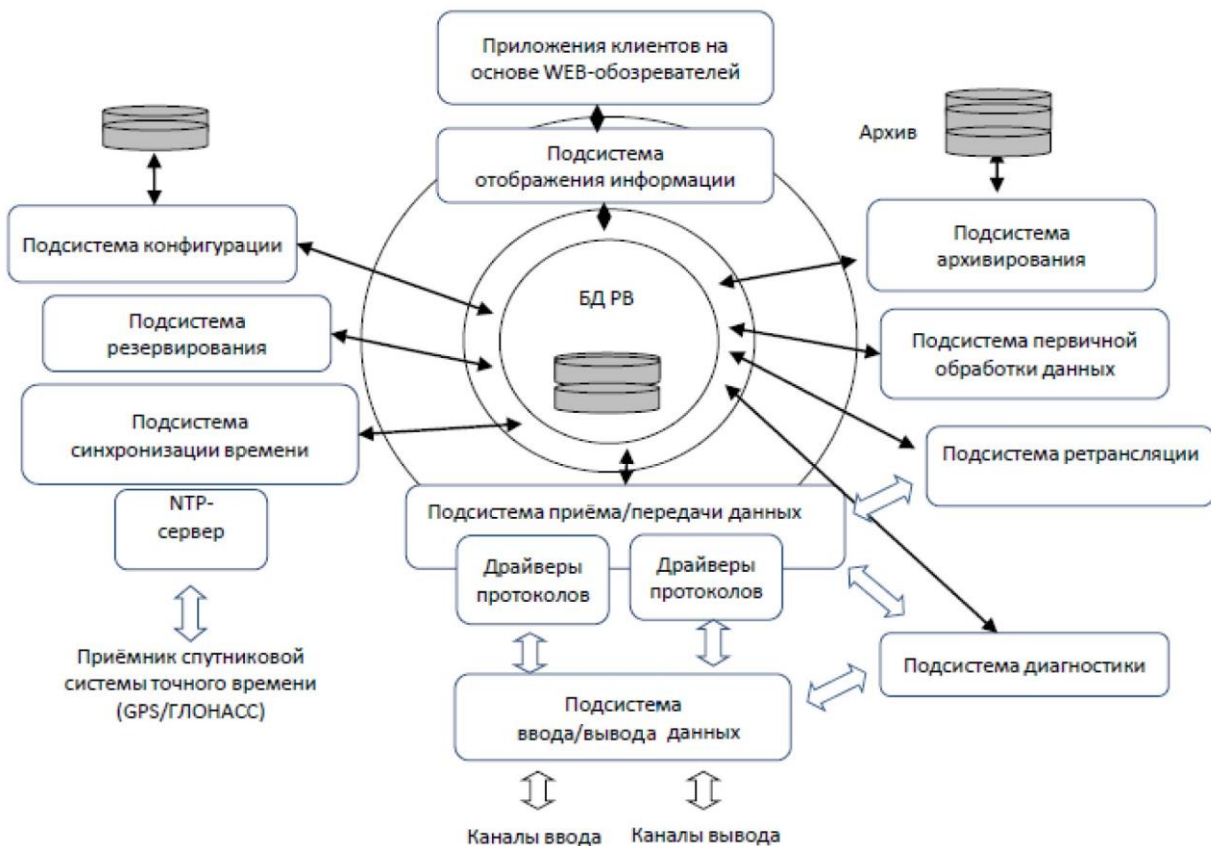 Приложения клиентов на
основе WEB-обозревателей
Архив
Подсистема
отображения информации
Подсистема конфигурации
Подсистема
архивирования
БД РВ
Подсистема
резервирования
Подсистема первичной
обработки данных
Подсистема
синхронизации времени
Подсистема ретрансляции
NTP-
сервер
Подсистема приёма/передачи данных
Драйверы
протоколов
Драйверы
протоколов
Приёмник спутниковой
системы точного времени
(GPS/ГЛОНАСС)
Подсистема диагностики
Подсистема
ввода/вывода данных
Каналы ввода
Каналы вывода